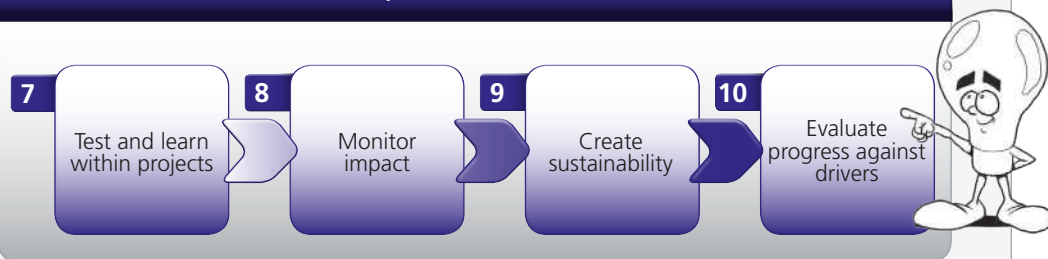 7
Test and learn
within projects
8
Monitor
impact
9
Create
sustainability
10
Evaluate
progress against
drivers